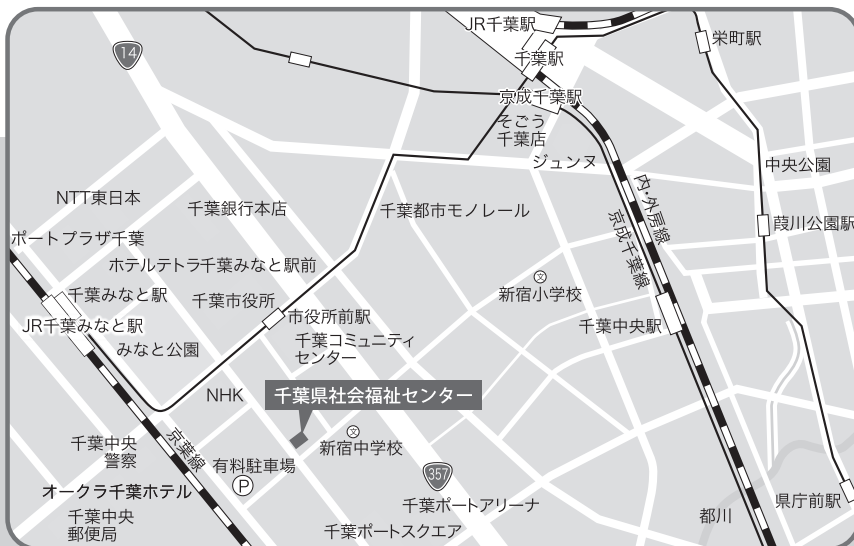 JR千葉駅
14
栄町駅
千葉駅
京成千葉駅
そごう
千葉店
ジュンヌ
中央公園
NTT東日本
千葉銀行本店
千葉都市モノレール
内・外房線
京成千葉線
葭川公園駅
ポートプラザ千葉
ホテルテトラ千葉みなと駅前
新宿小学校
文
千葉みなと駅
千葉市役所
市役所前駅
千葉中央駅
JR千葉みなと駅
みなと公園
千葉コミュニティ
センター
NHK
千葉県社会福祉センター
千葉中央
警察
京葉線
有料駐車場
P
文
新宿中学校
357
オークラ千葉ホテル
千葉ポートアリーナ
県庁前駅
千葉中央
郵便局
千葉ポートスクエア
都川